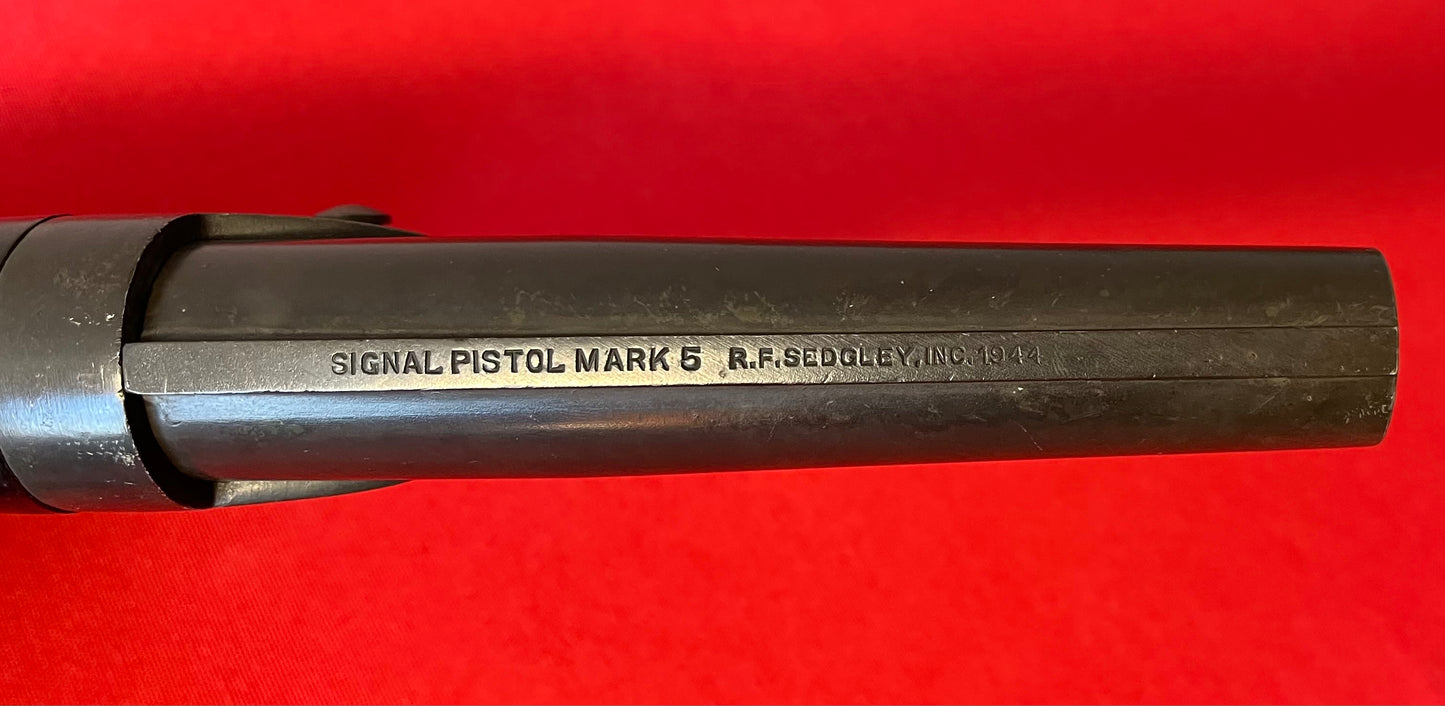 SIGNAL PISTOL MARK 5 R.F. SEDGLEY, INC. 1944